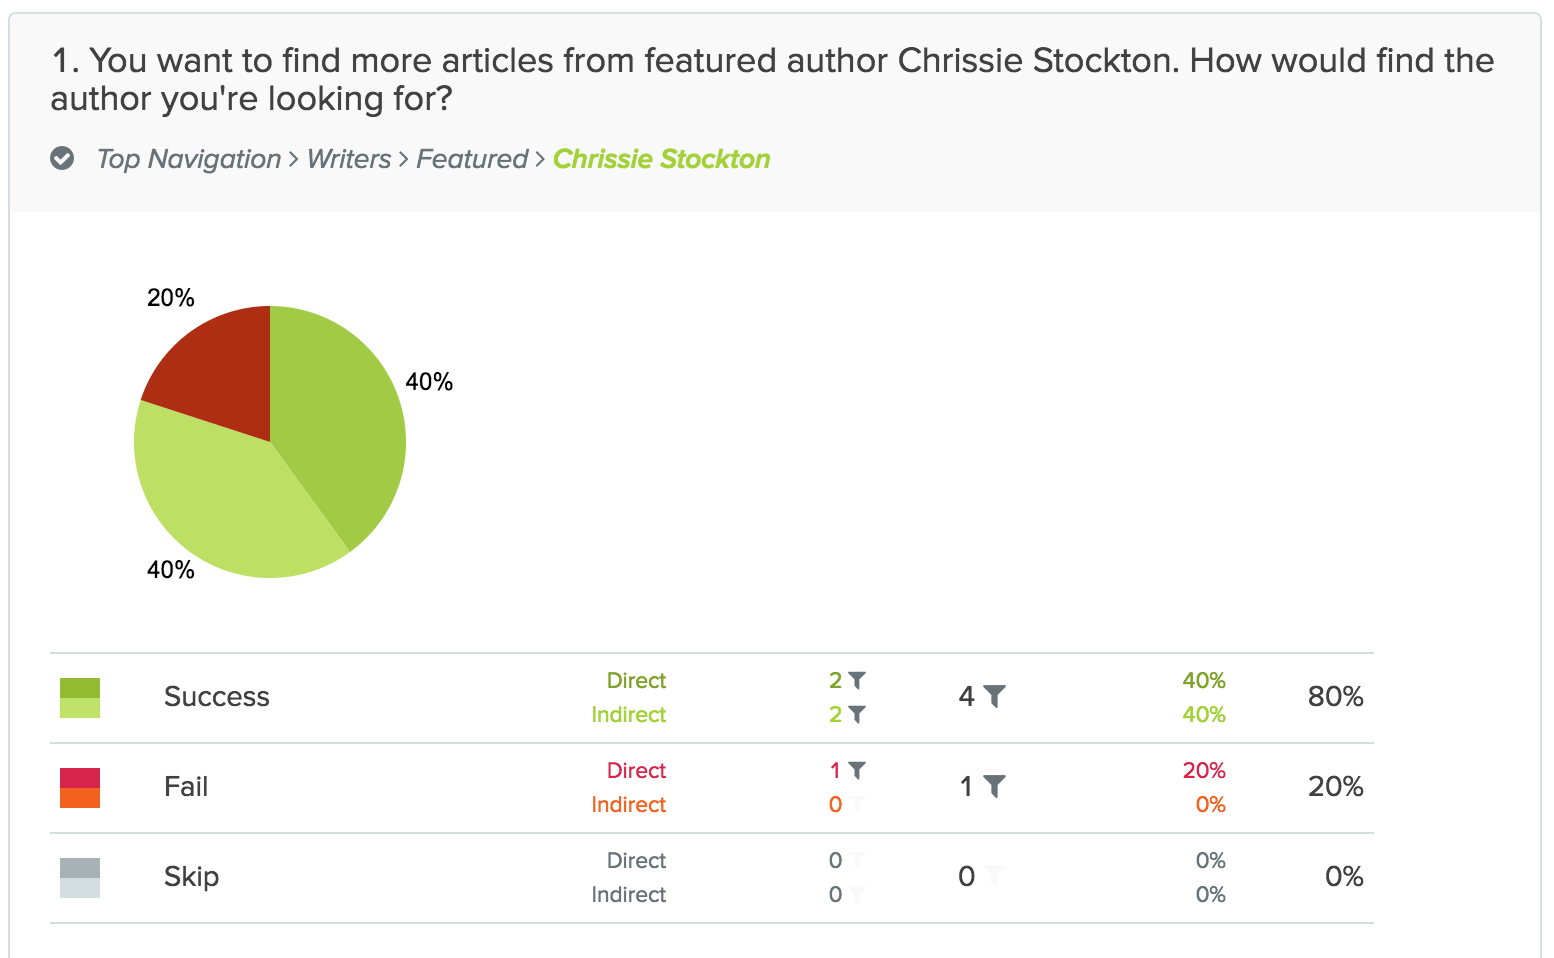 1. You want to find more articles from featured author Chrissie Stockton. How would find the
author you're looking for?
Top Navigation > Writers > Featured > Chrissie Stockton
20%
40%
40%
Success
Direct 2 40%
Indirect 2 40%
4 80%
Fail
Direct 1 20%
Indirect 0 0%
1 20%
Skip
Direct 0 0%
Indirect 0 0%
0 0%